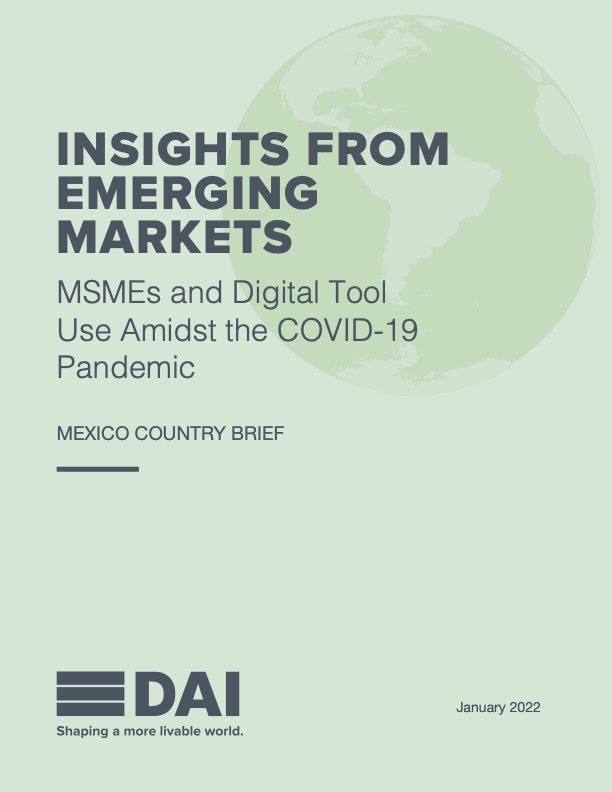 INSIGHTS FROM
EMERGING
MARKETS
MSMEs and Digital Tool
Use Amidst the COVID-19
Pandemic
MEXICO COUNTRY BRIEF
DAI
Shaping a more livable world.
January 2022